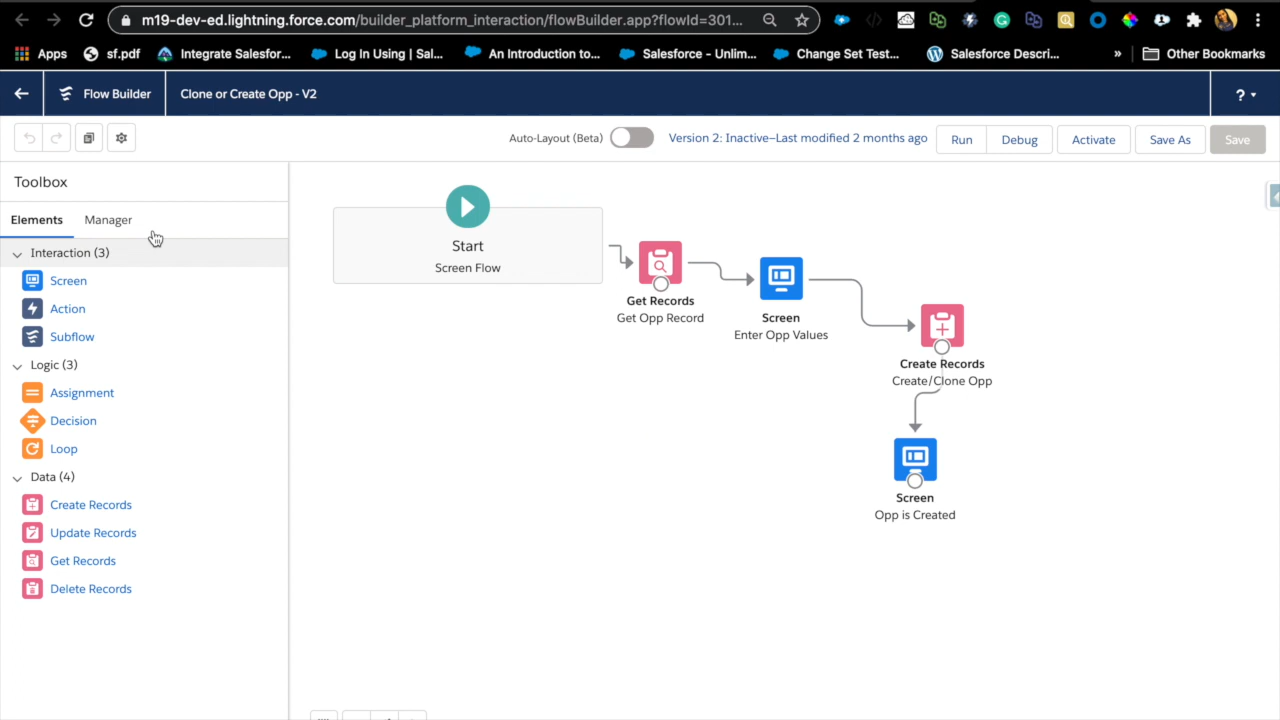 m19-dev-ed.lightning.force.com/builder_platform_interaction/flowBuilder.app?flowId=301...
Apps sf.pdf Integrate Salesfor... Log In Using | Sal... An Introduction to... Salesforce – Unlim... Change Set Test... Salesforce Descri... » Other Bookmarks
Flow Builder Clone or Create Opp - V2 ?
Auto-Layout (Beta) Version 2: Inactive—Last modified 2 months ago Run Debug Activate Save As Save
Toolbox
Elements Manager
Interaction (3)
Screen
Action
Subflow
Logic (3)
Assignment
Decision
Loop
Data (4)
Create Records
Update Records
Get Records
Delete Records
Start
Screen Flow
Get Records
Get Opp Record
Screen
Enter Opp Values
Create Records
Create/Clone Opp
Screen
Opp is Created